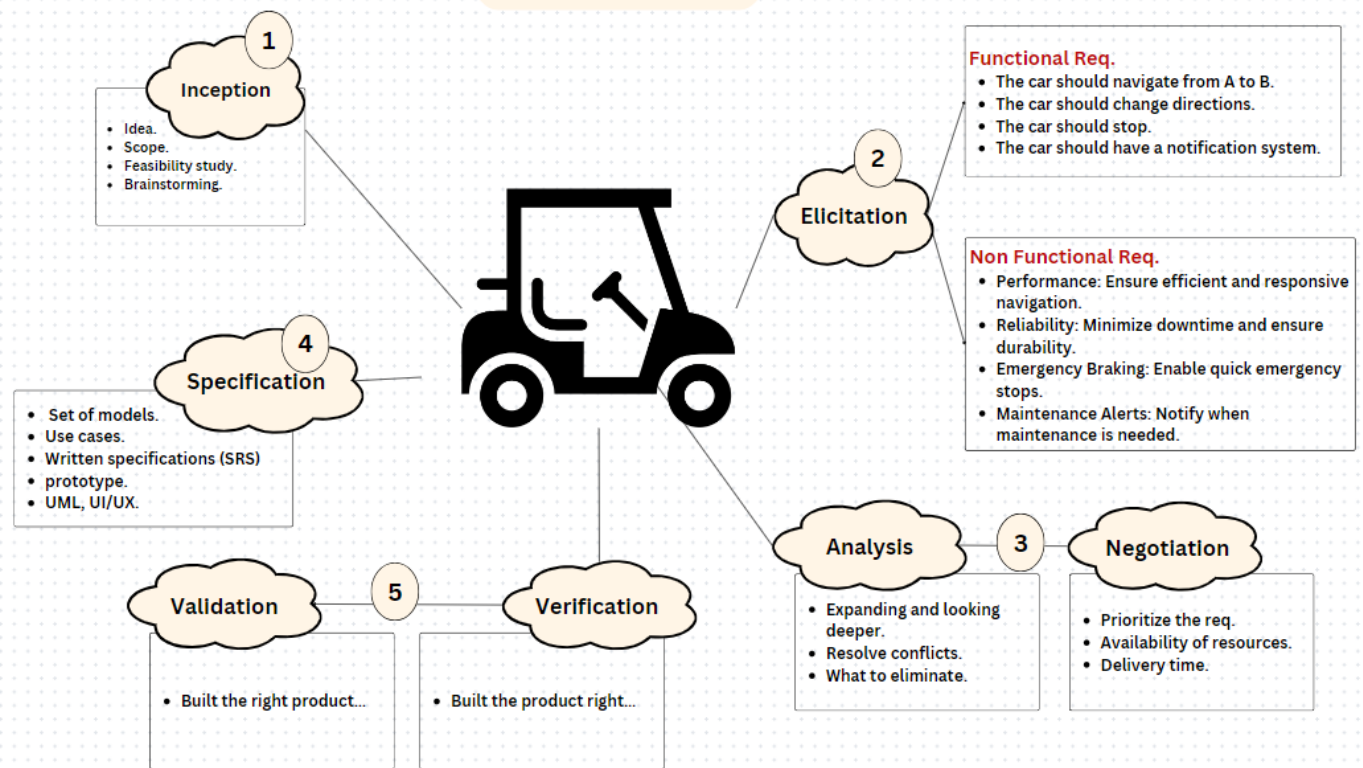 1
Inception
• Idea.
• Scope.
• Feasibility study.
• Brainstorming.
2
Elicitation
Functional Req.
• The car should navigate from A to B.
• The car should change directions.
• The car should stop.
• The car should have a notification system.
Non Functional Req.
• Performance: Ensure efficient and responsive
navigation.
• Reliability: Minimize downtime and ensure
durability.
• Emergency Braking: Enable quick emergency
stops.
• Maintenance Alerts: Notify when
maintenance is needed.
3
Analysis
• Expanding and looking
deeper.
• Resolve conflicts.
• What to eliminate.
Negotiation
• Prioritize the req.
• Availability of resources.
• Delivery time.
4
Specification
• Set of models.
• Use cases.
• Written specifications (SRS)
• prototype.
• UML, UI/UX.
5
Validation
• Built the right product...
Verification
• Built the product right...